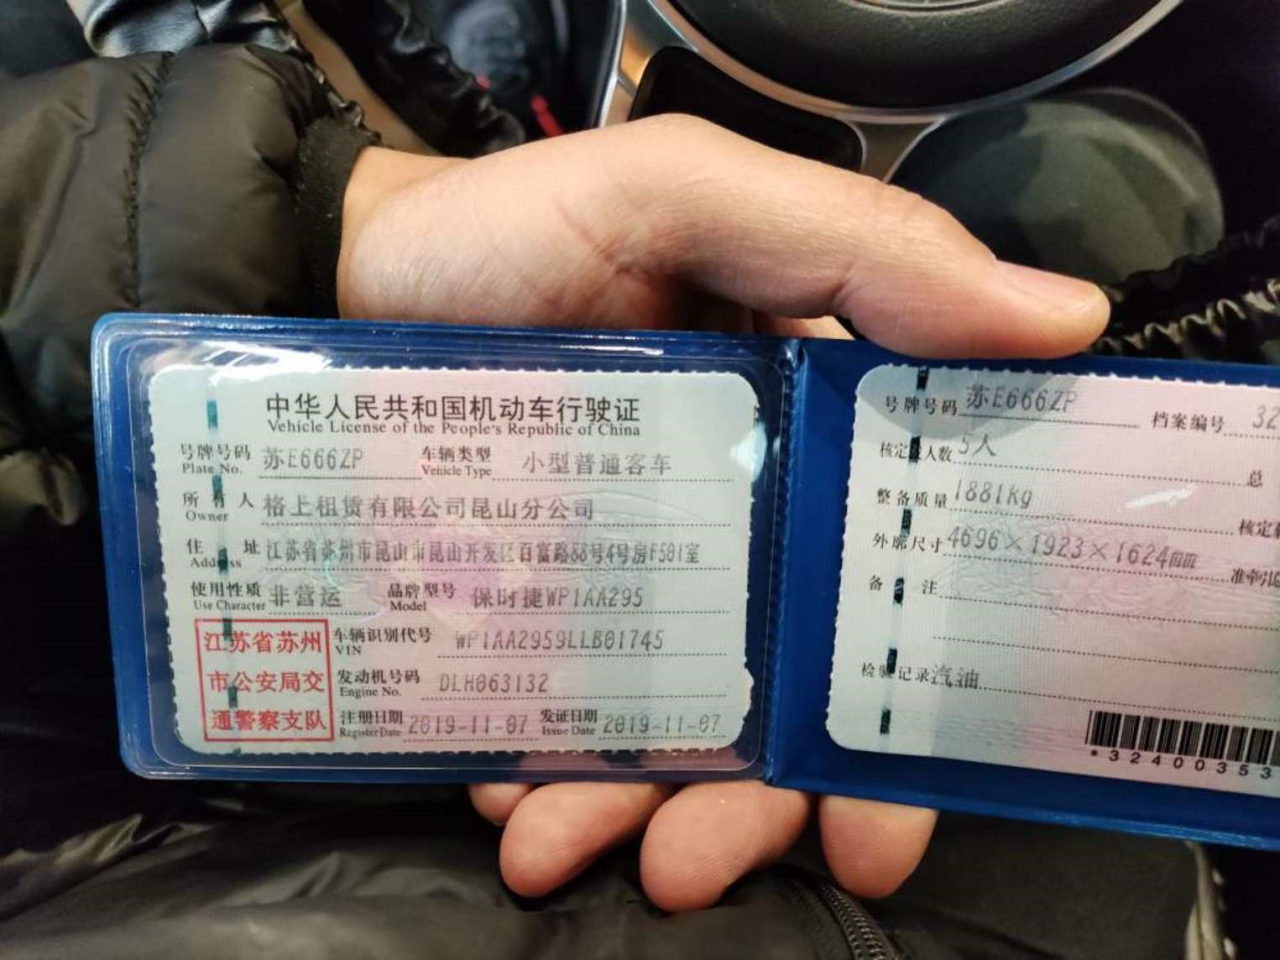 中华人民共和国机动车行驶证
Vehicle License of the People's Republic of China
号牌号码 苏E666ZP 车辆类型 小型普通客车
Plate No. Vehicle Type
所有人 格上租赁有限公司昆山分公司
Owner
住址 江苏省苏州市昆山市昆山开发区百富路88号4号房F501室
Address
使用性质 非营运 品牌型号 保时捷WP1AA295
Use Character Model
江苏省苏州
市公安局交
通警察支队
车辆识别代号 WP1AA2959LLB01745
VIN
发动机号码 DLH063132
Engine No.
注册日期 2019-11-07 发证日期 2019-11-07
Register Date Issue Date
号牌号码 苏E666ZP 档案编号 32
核定人数 5人
总
整备质量 1881kg 核定
外廓尺寸 4696×1923×1624mm 准牵引
备注
检验记录 汽油
*32400353